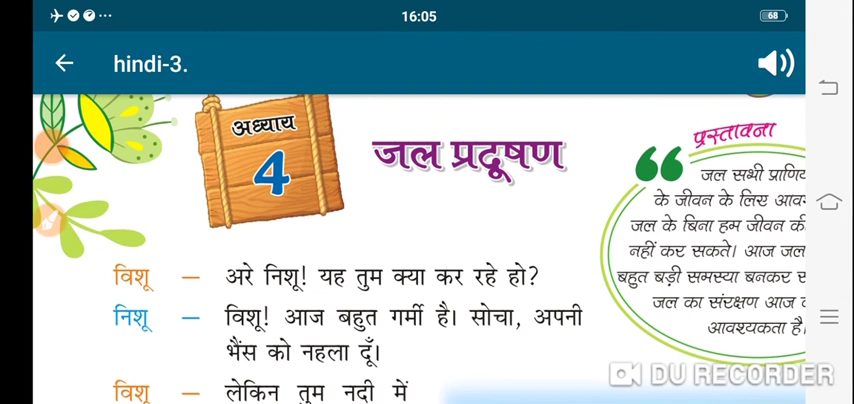 16:05
68
hindi-3.
अध्याय
4
जल प्रदूषण
प्रस्तावना
जल सभी
के जीवन के लिए
जल के बिना हम जीवन
नहीं कर सकते। आज जल
बहुत बड़ी समस्या बनकर
जल का संरक्षण आज
आवश्यकता है।
विशू – अरे निशू! यह तुम क्या कर रहे हो?
निशू – विशू! आज बहुत गर्मी है। सोचा, अपनी
भैंस को नहला दूँ।
विशू – लेकिन तुम नदी में
DU RECORDER